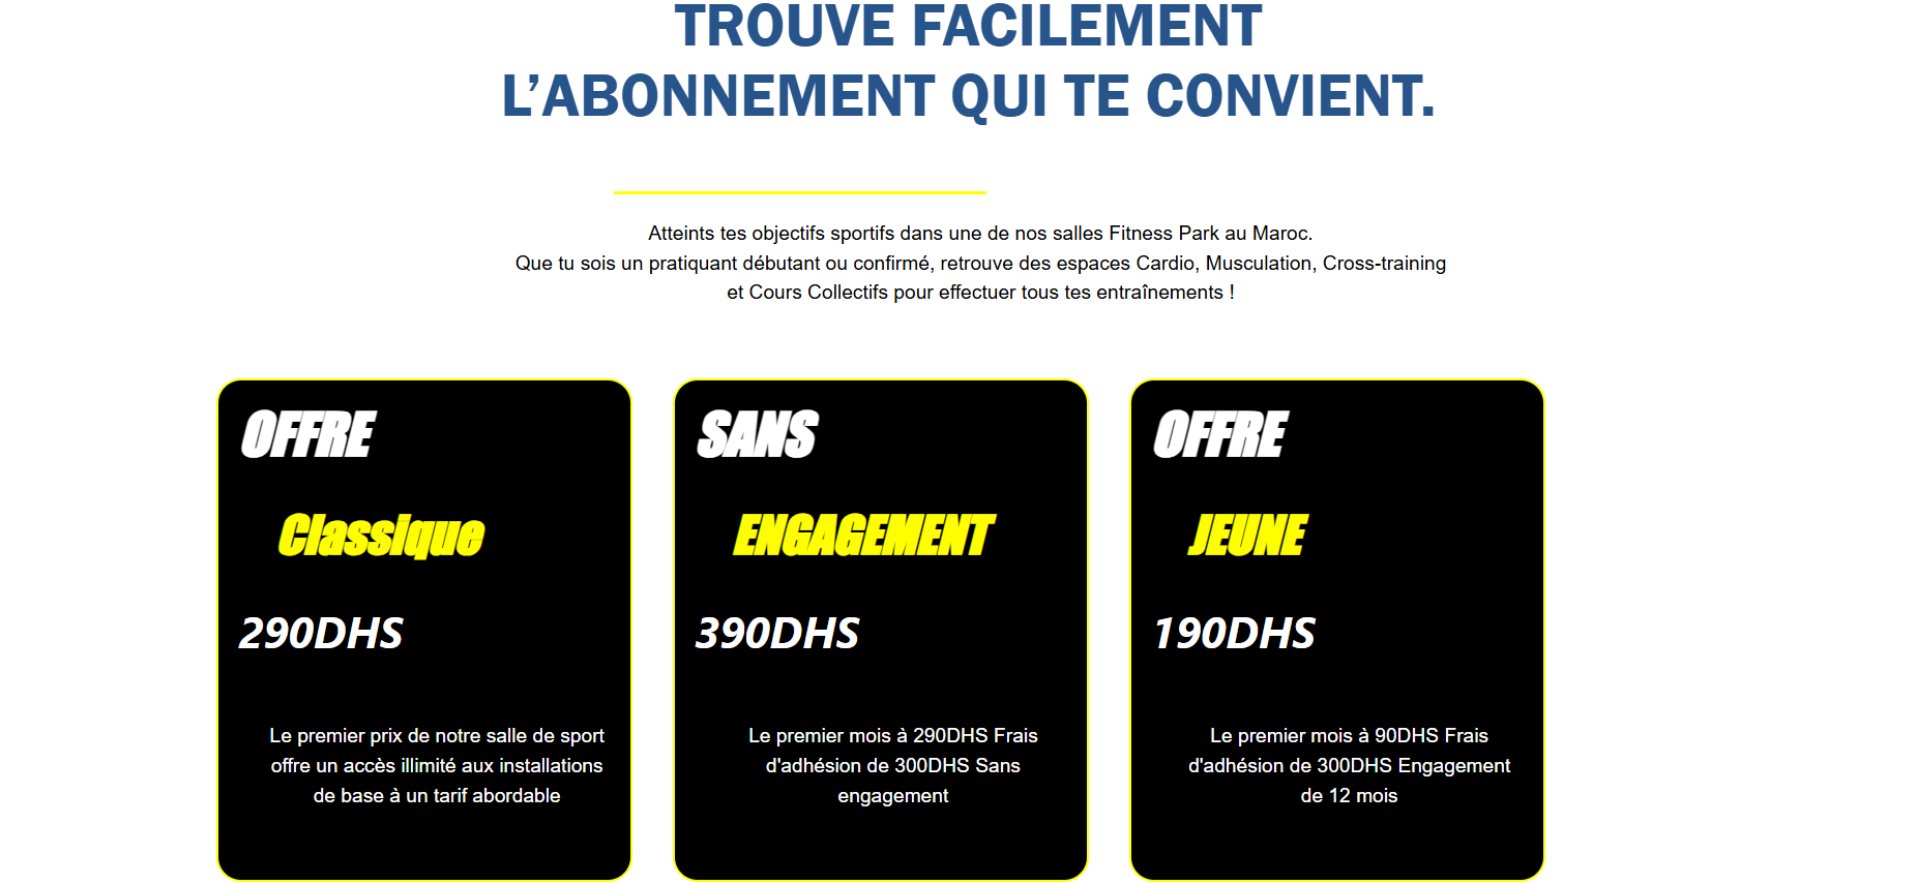 TROUVE FACILEMENT
L’ABONNEMENT QUI TE CONVIENT.
Atteints tes objectifs sportifs dans une de nos salles Fitness Park au Maroc.
Que tu sois un pratiquant débutant ou confirmé, retrouve des espaces Cardio, Musculation, Cross-training
et Cours Collectifs pour effectuer tous tes entraînements !
OFFRE
Classique
290DHS
Le premier prix de notre salle de sport
offre un accès illimité aux installations
de base à un tarif abordable
SANS
ENGAGEMENT
390DHS
Le premier mois à 290DHS Frais
d'adhésion de 300DHS Sans
engagement
OFFRE
JEUNE
190DHS
Le premier mois à 90DHS Frais
d'adhésion de 300DHS Engagement
de 12 mois